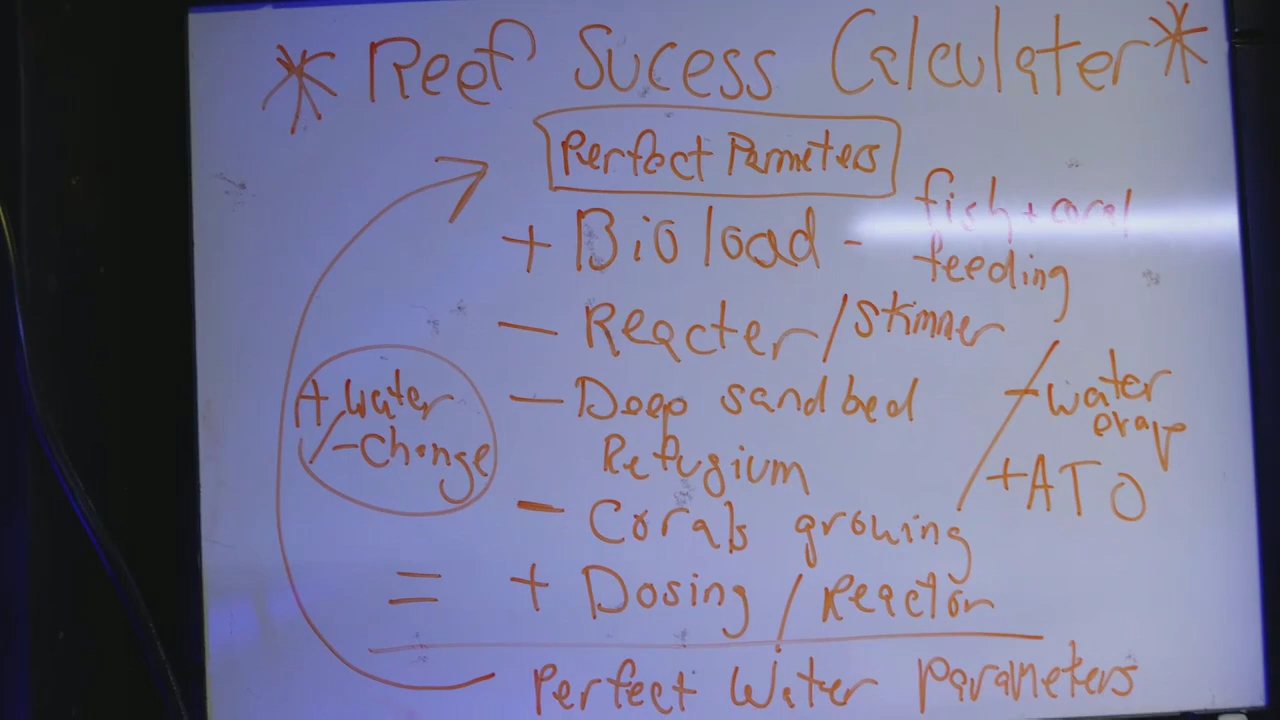 * Reef Sucess Calculater *
Perfect Parmeters
+ Bio load - fish + coral
feeding
- Reacter / Skimner
- Deep sand bed
Refugium
- Corals growing
= + Dosing / Reactor
Perfect Water Parameters
+ water
/ - change
/ - water
evap
+ ATO